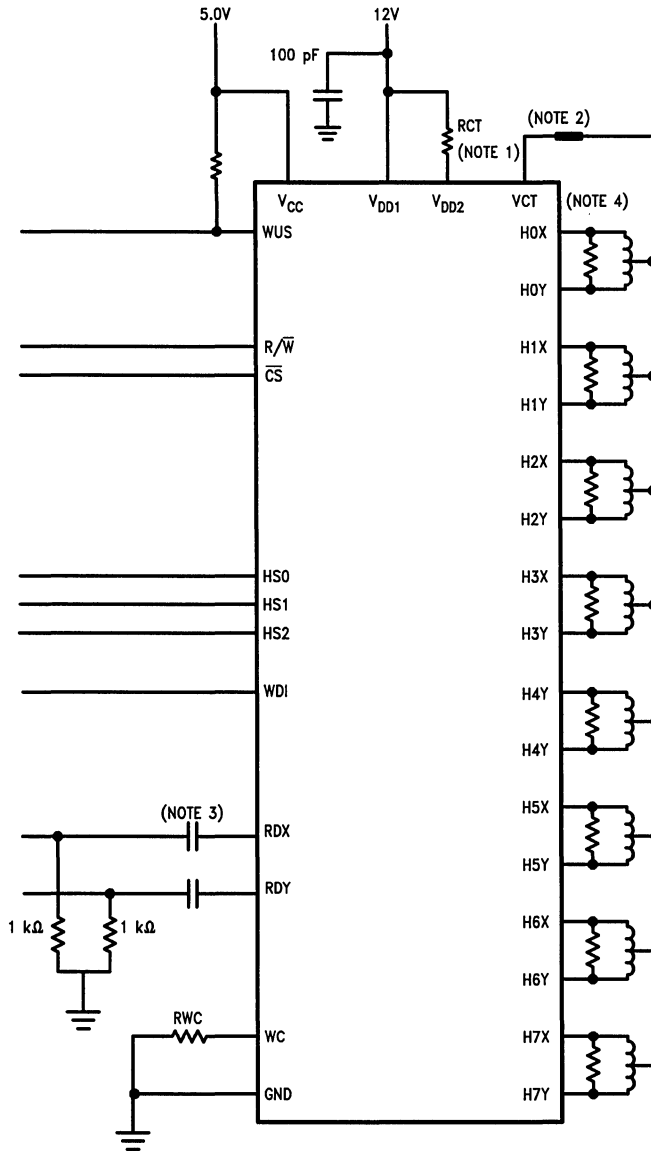 5.0V 12V
100 pF
RCT
(NOTE 1)
(NOTE 2)
VCC VDD1 VDD2 VCT (NOTE 4)
WUS H0X
H0Y
R/W̅ H1X
C̅S̅
H1Y
H2X
H2Y
HS0 H3X
HS1
HS2 H3Y
WDI H4Y
H4Y
H5X
(NOTE 3)
RDX
H5Y
RDY
1 kΩ 1 kΩ H6X
H6Y
RWC
WC H7X
GND H7Y